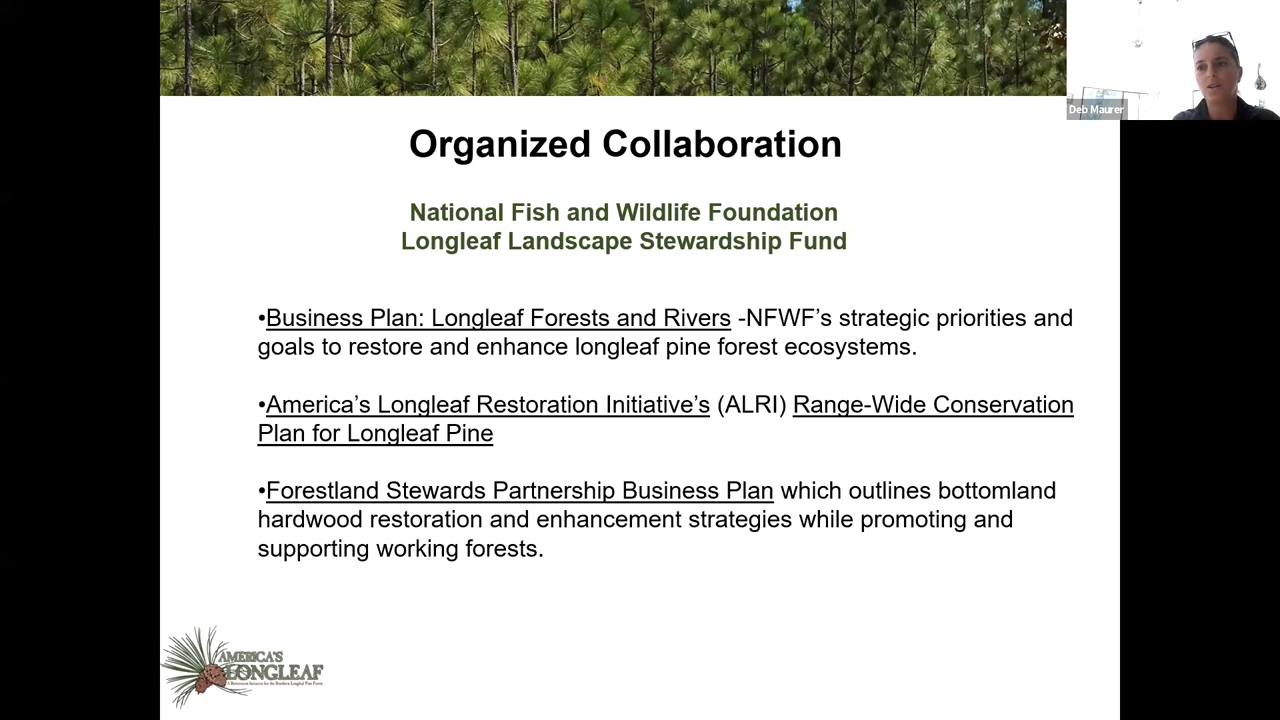 Deb Maurer
Organized Collaboration
National Fish and Wildlife Foundation
Longleaf Landscape Stewardship Fund
•Business Plan: Longleaf Forests and Rivers -NFWF’s strategic priorities and
goals to restore and enhance longleaf pine forest ecosystems.
•America’s Longleaf Restoration Initiative’s (ALRI) Range-Wide Conservation
Plan for Longleaf Pine
•Forestland Stewards Partnership Business Plan which outlines bottomland
hardwood restoration and enhancement strategies while promoting and
supporting working forests.
AMERICA'S
LONGLEAF